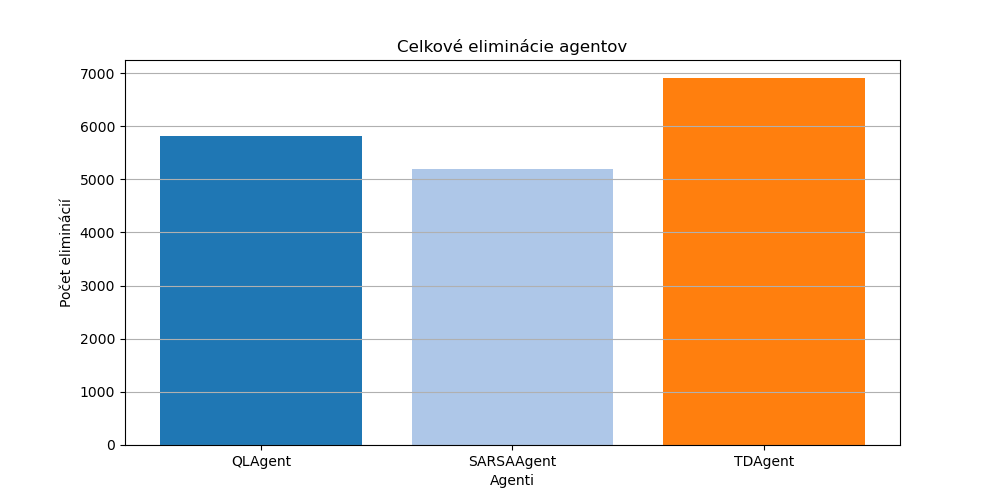 Celkové eliminácie agentov
7000
6000
5000
4000
3000
2000
1000
0
Počet eliminácií
QLAgent
SARSAAgent
TDAgent
Agenti